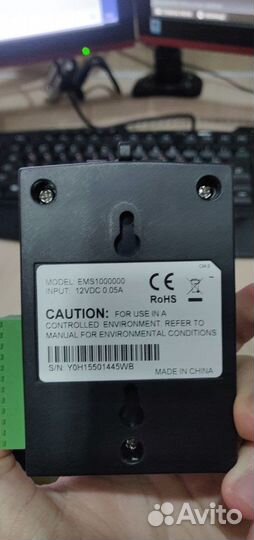 MODEL: EMS1000000
INPUT: 12VDC 0.05A
CE
RoHS
CAUTION: FOR USE IN A
CONTROLLED ENVIRONMENT. REFER TO
MANUAL FOR ENVIRONMENTAL CONDITIONS
S/N: Y0H15501445WB
MADE IN CHINA
Avito